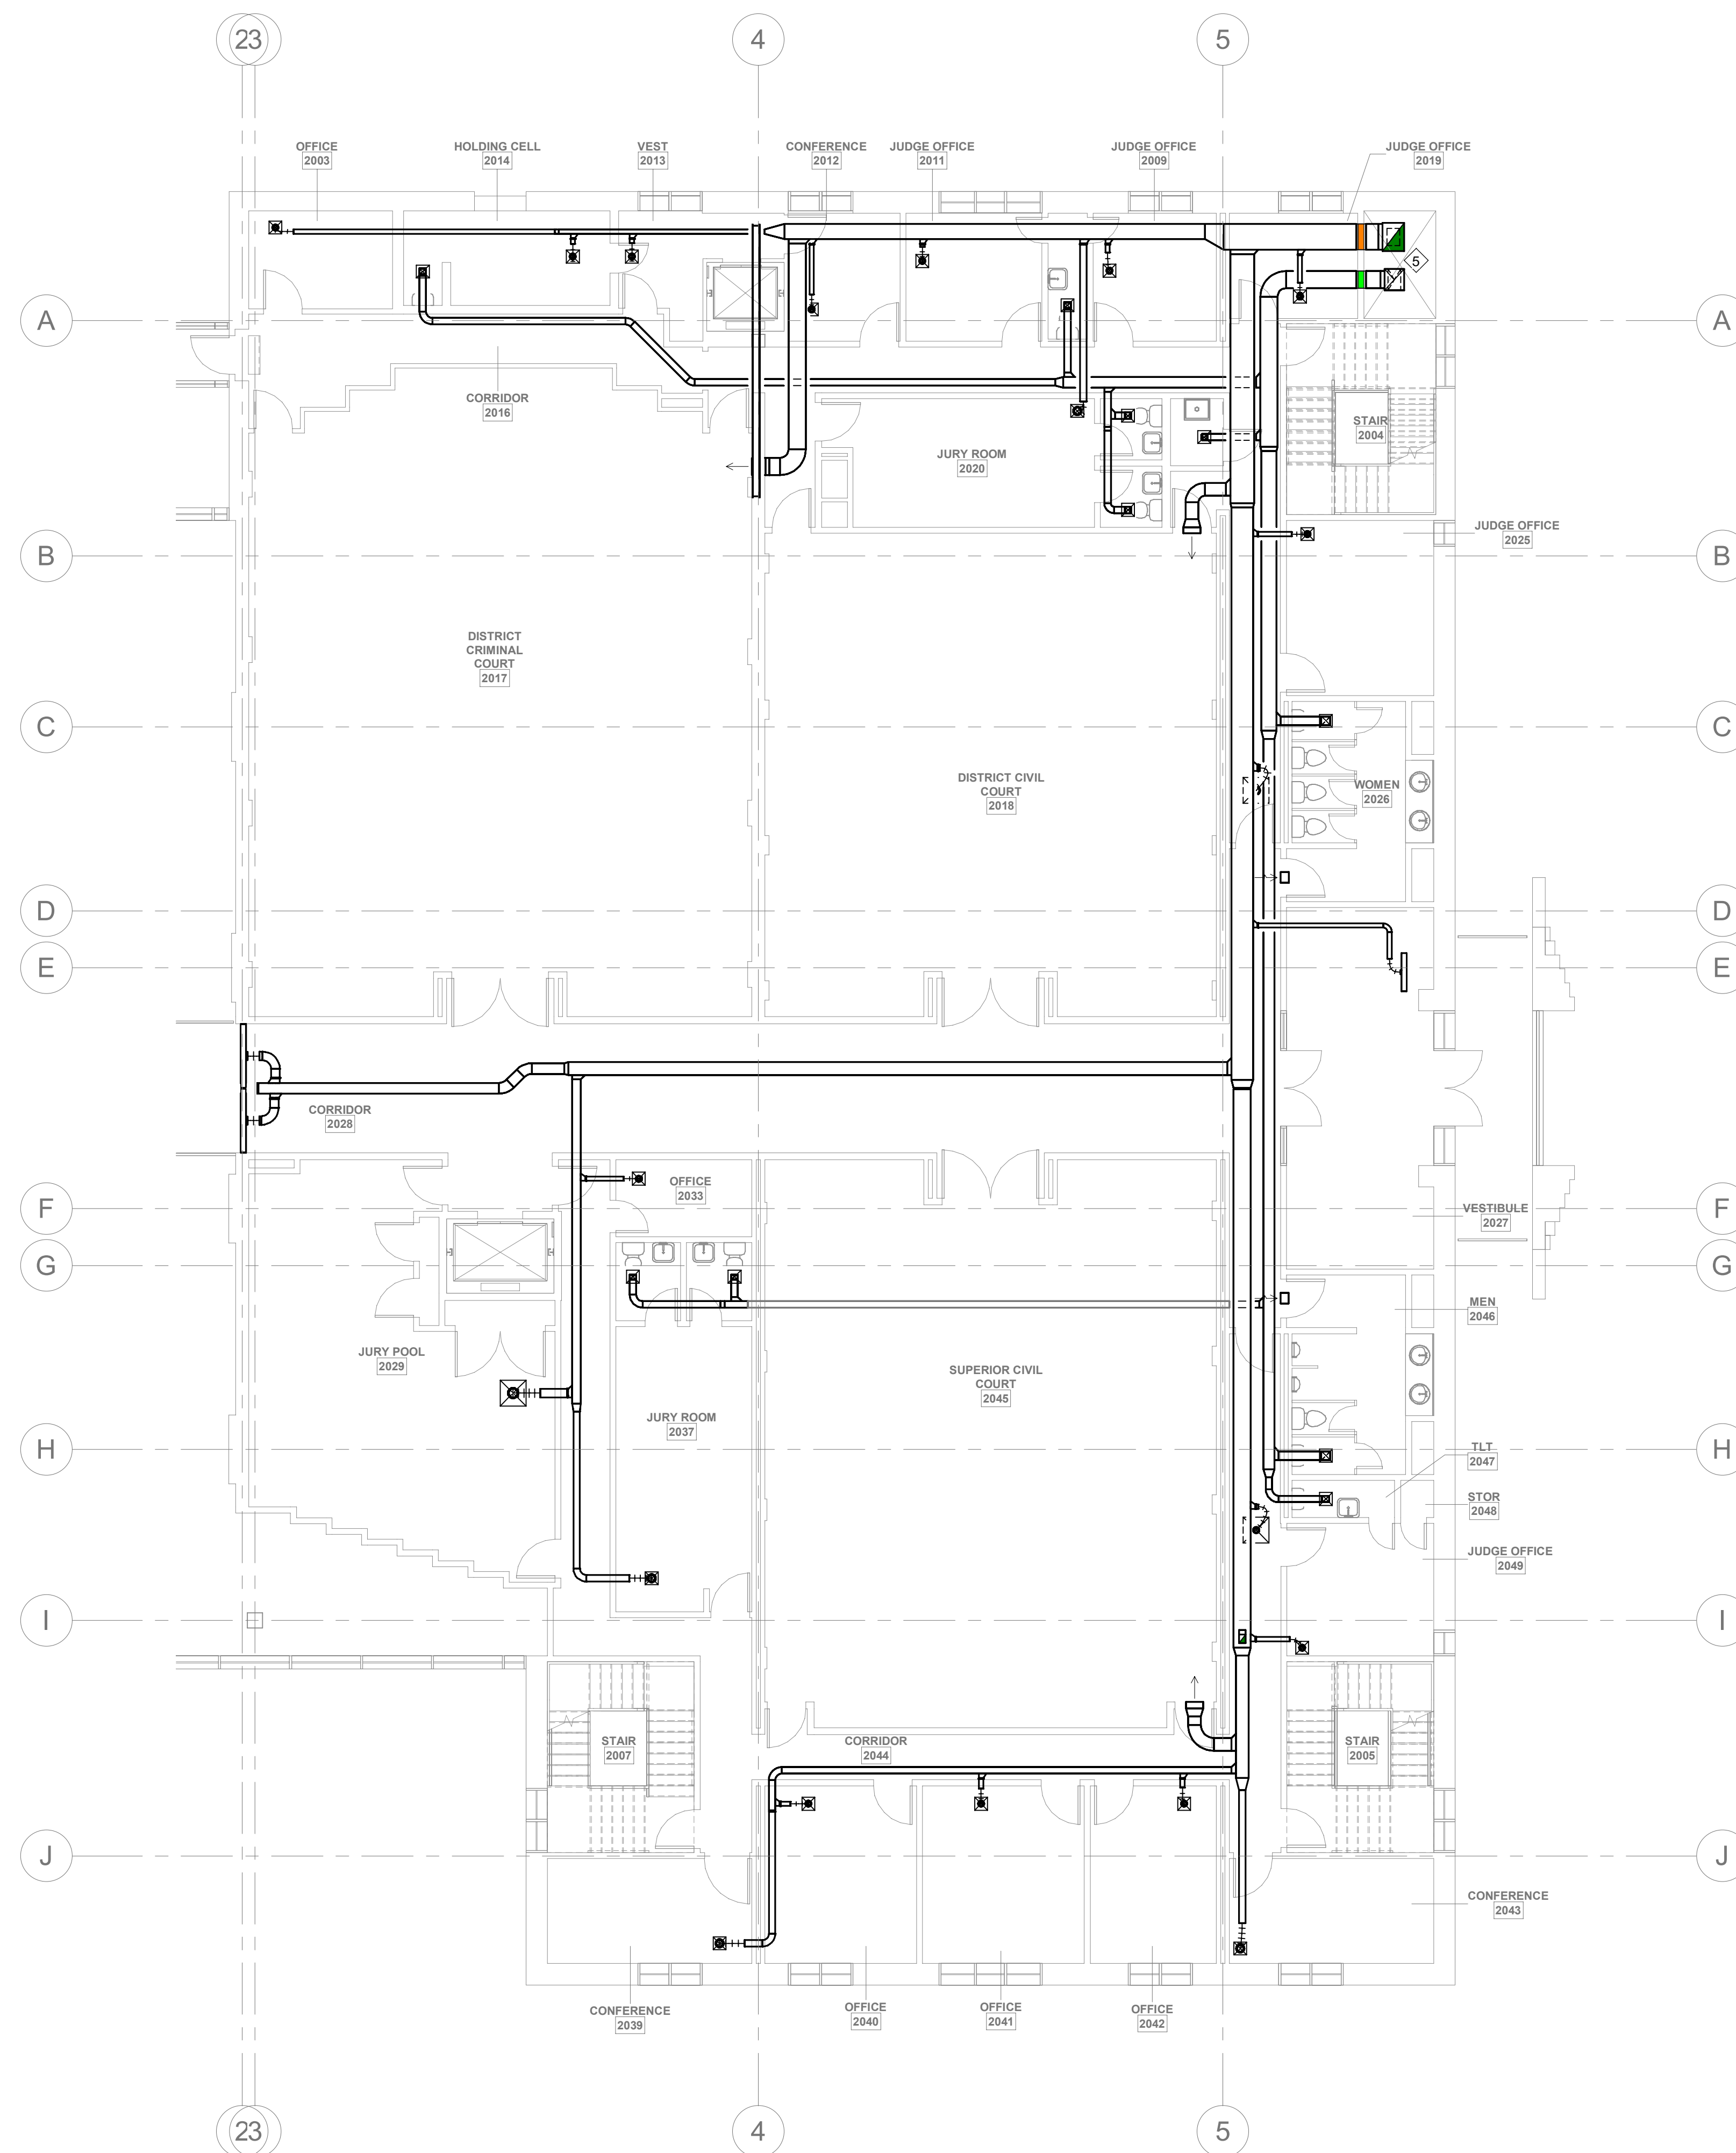 23
4
5
OFFICE
2003
HOLDING CELL
2014
VEST
2013
CONFERENCE
2012
JUDGE OFFICE
2011
JUDGE OFFICE
2009
JUDGE OFFICE
2019
5
A
A
CORRIDOR
2016
STAIR
2004
JURY ROOM
2020
JUDGE OFFICE
2025
B
B
DISTRICT
CRIMINAL
COURT
2017
C
C
DISTRICT CIVIL
COURT
2018
WOMEN
2026
D
D
E
E
CORRIDOR
2028
OFFICE
2033
F
F
VESTIBULE
2027
G
G
MEN
2046
JURY POOL
2029
SUPERIOR CIVIL
COURT
2045
JURY ROOM
2037
H
H
TLT
2047
STOR
2048
JUDGE OFFICE
2049
I
I
STAIR
2007
CORRIDOR
2044
STAIR
2005
J
J
CONFERENCE
2043
CONFERENCE
2039
OFFICE
2040
OFFICE
2041
OFFICE
2042
23
4
5